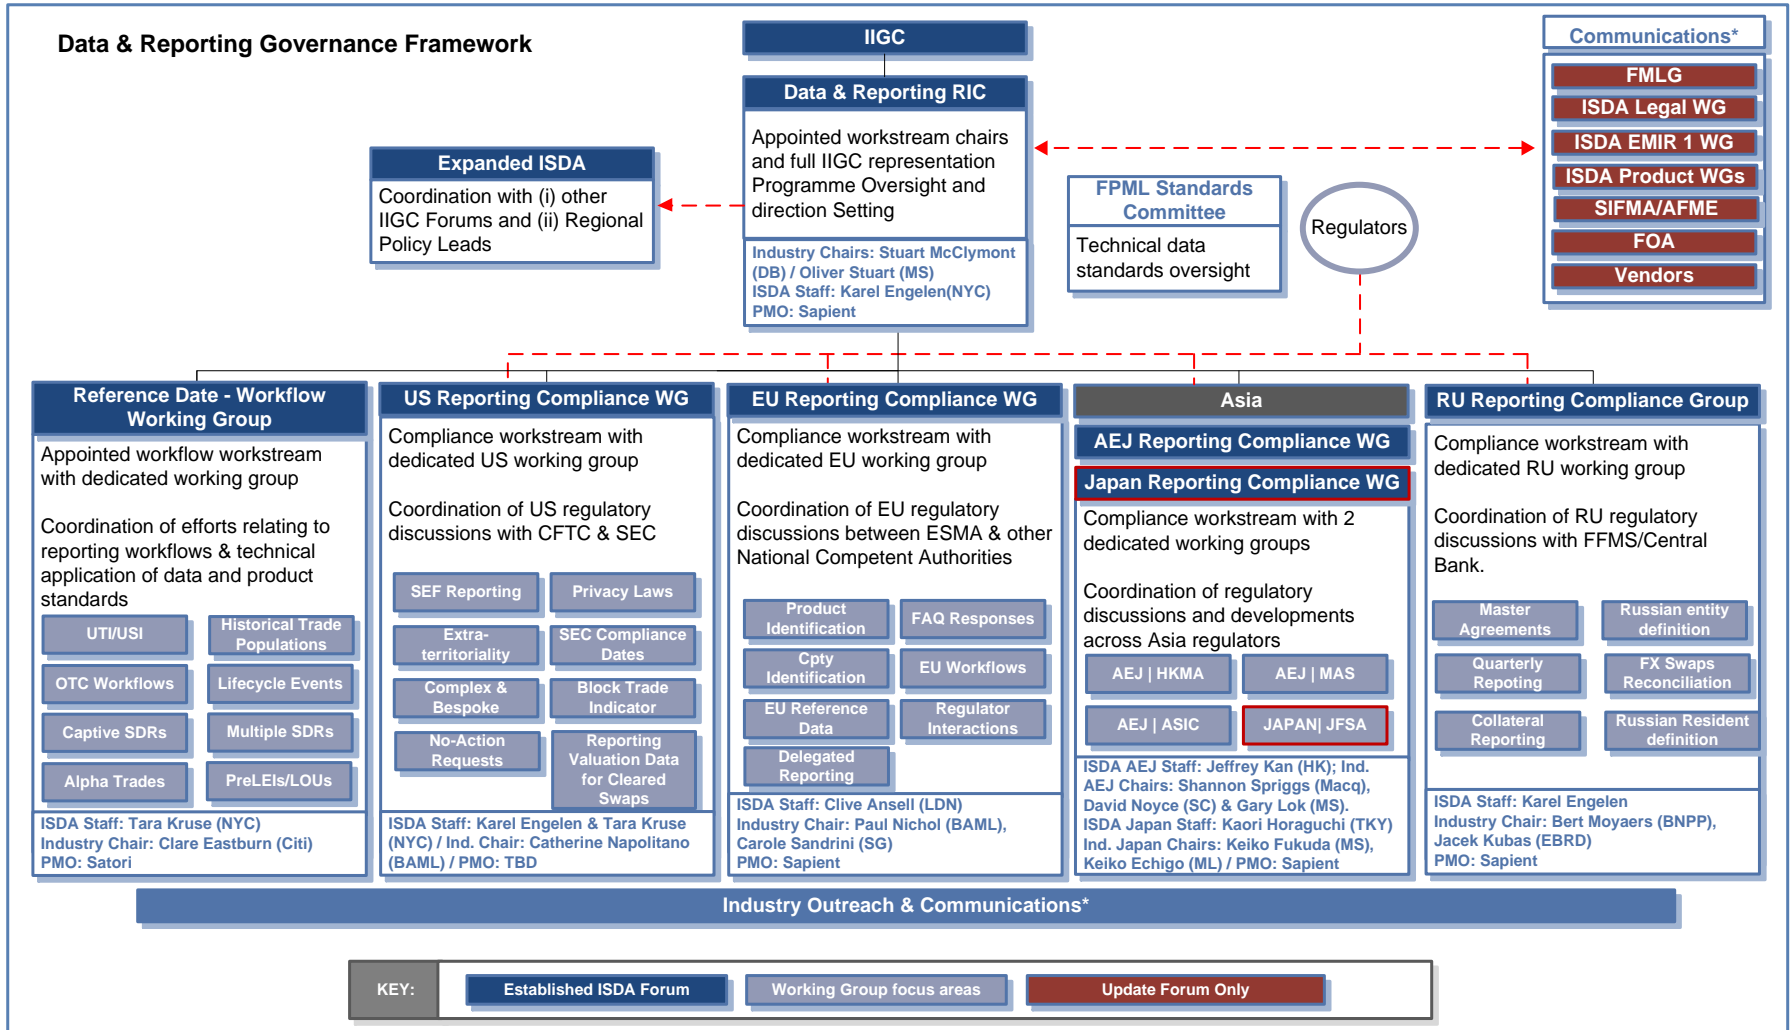 Data & Reporting Governance Framework
IIGC
Data & Reporting RIC
Appointed workstream chairs
and full IIGC representation
Programme Oversight and
direction Setting
Industry Chairs: Stuart McClymont
(DB) / Oliver Stuart (MS)
ISDA Staff: Karel Engelen(NYC)
PMO: Sapient
Expanded ISDA
Coordination with (i) other
IIGC Forums and (ii) Regional
Policy Leads
FPML Standards
Committee
Technical data
standards oversight
Regulators
Communications*
FMLG
ISDA Legal WG
ISDA EMIR 1 WG
ISDA Product WGs
SIFMA/AFME
FOA
Vendors
Reference Date - Workflow
Working Group
Appointed workflow workstream
with dedicated working group
Coordination of efforts relating to
reporting workflows & technical
application of data and product
standards
UTI/USI
Historical Trade
Populations
OTC Workflows
Lifecycle Events
Captive SDRs
Multiple SDRs
Alpha Trades
PreLEIs/LOUs
ISDA Staff: Tara Kruse (NYC)
Industry Chair: Clare Eastburn (Citi)
PMO: Satori
US Reporting Compliance WG
Compliance workstream with
dedicated US working group
Coordination of US regulatory
discussions with CFTC & SEC
SEF Reporting
Privacy Laws
Extra-
territoriality
SEC Compliance
Dates
Complex &
Bespoke
Block Trade
Indicator
No-Action
Requests
Reporting
Valuation Data
for Cleared
Swaps
ISDA Staff: Karel Engelen & Tara Kruse
(NYC) / Ind. Chair: Catherine Napolitano
(BAML) / PMO: TBD
EU Reporting Compliance WG
Compliance workstream with
dedicated EU working group
Coordination of EU regulatory
discussions between ESMA & other
National Competent Authorities
Product
Identification
FAQ Responses
Cpty
Identification
EU Workflows
EU Reference
Data
Regulator
Interactions
Delegated
Reporting
ISDA Staff: Clive Ansell (LDN)
Industry Chair: Paul Nichol (BAML),
Carole Sandrini (SG)
PMO: Sapient
Asia
AEJ Reporting Compliance WG
Japan Reporting Compliance WG
Compliance workstream with 2
dedicated working groups
Coordination of regulatory
discussions and developments
across Asia regulators
AEJ | HKMA
AEJ | MAS
AEJ | ASIC
JAPAN| JFSA
ISDA AEJ Staff: Jeffrey Kan (HK); Ind.
AEJ Chairs: Shannon Spriggs (Macq),
David Noyce (SC) & Gary Lok (MS).
ISDA Japan Staff: Kaori Horaguchi (TKY)
Ind. Japan Chairs: Keiko Fukuda (MS),
Keiko Echigo (ML) / PMO: Sapient
RU Reporting Compliance Group
Compliance workstream with
dedicated RU working group
Coordination of RU regulatory
discussions with FFMS/Central
Bank.
Master
Agreements
Russian entity
definition
Quarterly
Repoting
FX Swaps
Reconciliation
Collateral
Reporting
Russian Resident
definition
ISDA Staff: Karel Engelen
Industry Chair: Bert Moyaers (BNPP),
Jacek Kubas (EBRD)
PMO: Sapient
Industry Outreach & Communications*
KEY:
Established ISDA Forum
Working Group focus areas
Update Forum Only